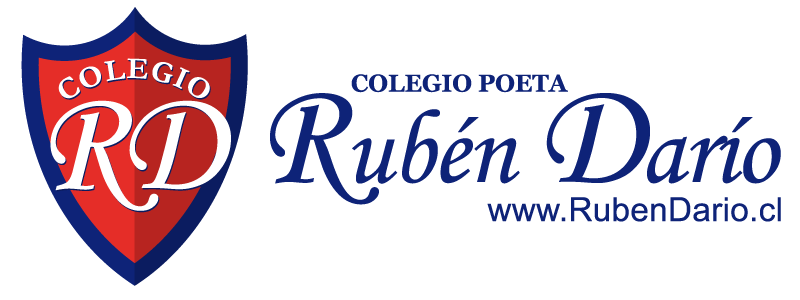 COLEGIO
RD
COLEGIO POETA
Rubén Darío
www.RubenDario.cl